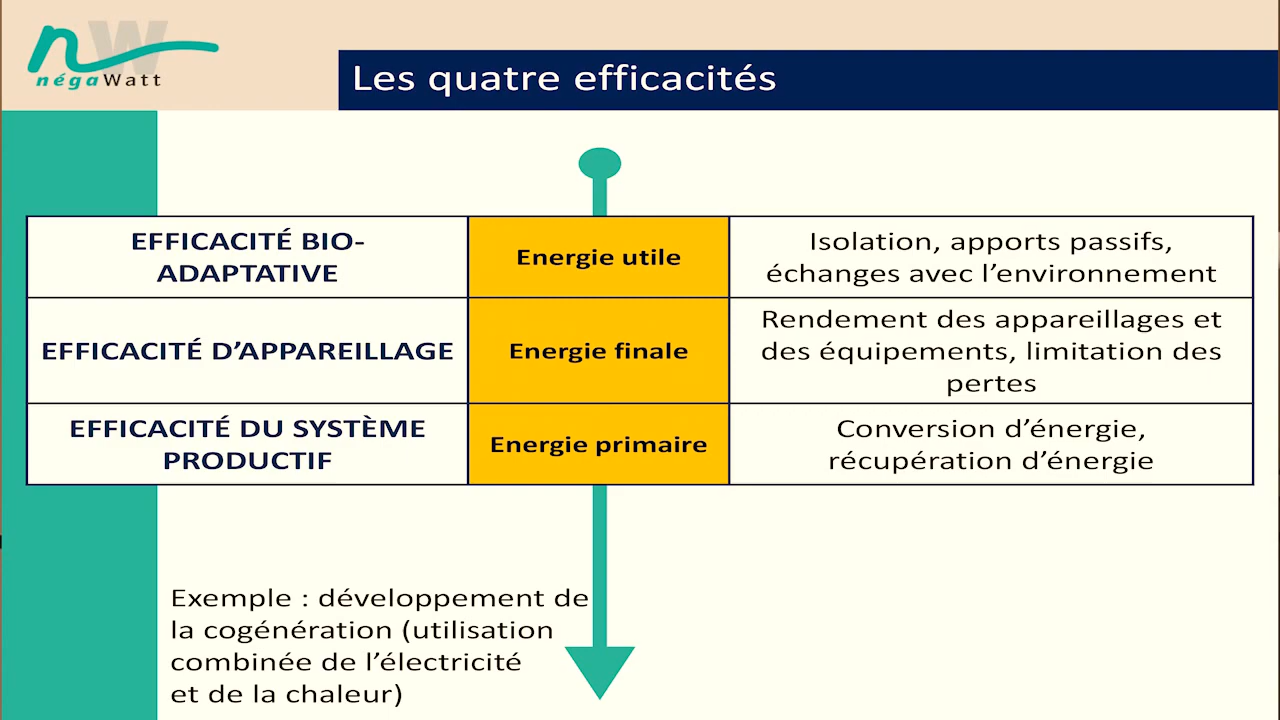 nW
négaWatt
Les quatre efficacités
EFFICACITÉ BIO-
ADAPTATIVE
Energie utile
Isolation, apports passifs,
échanges avec l’environnement
EFFICACITÉ D’APPAREILLAGE
Energie finale
Rendement des appareillages et
des équipements, limitation des
pertes
EFFICACITÉ DU SYSTÈME
PRODUCTIF
Energie primaire
Conversion d’énergie,
récupération d’énergie
Exemple : développement de
la cogénération (utilisation
combinée de l’électricité
et de la chaleur)